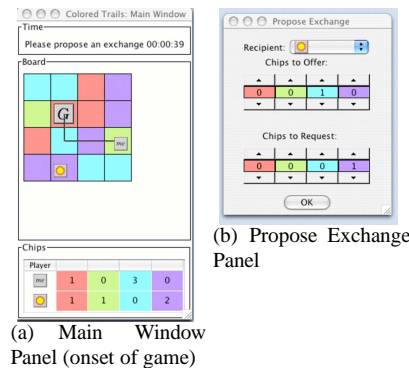 Colored Trails: Main Window
Time
Please propose an exchange 00:00:39
Board
G
me
Chips
Player
me 1 0 3 0
1 1 0 2
(a) Main Window
Panel (onset of game)
Propose Exchange
Recipient:
Chips to Offer:
0 0 1 0
Chips to Request:
0 0 0 1
OK
(b) Propose Exchange
Panel